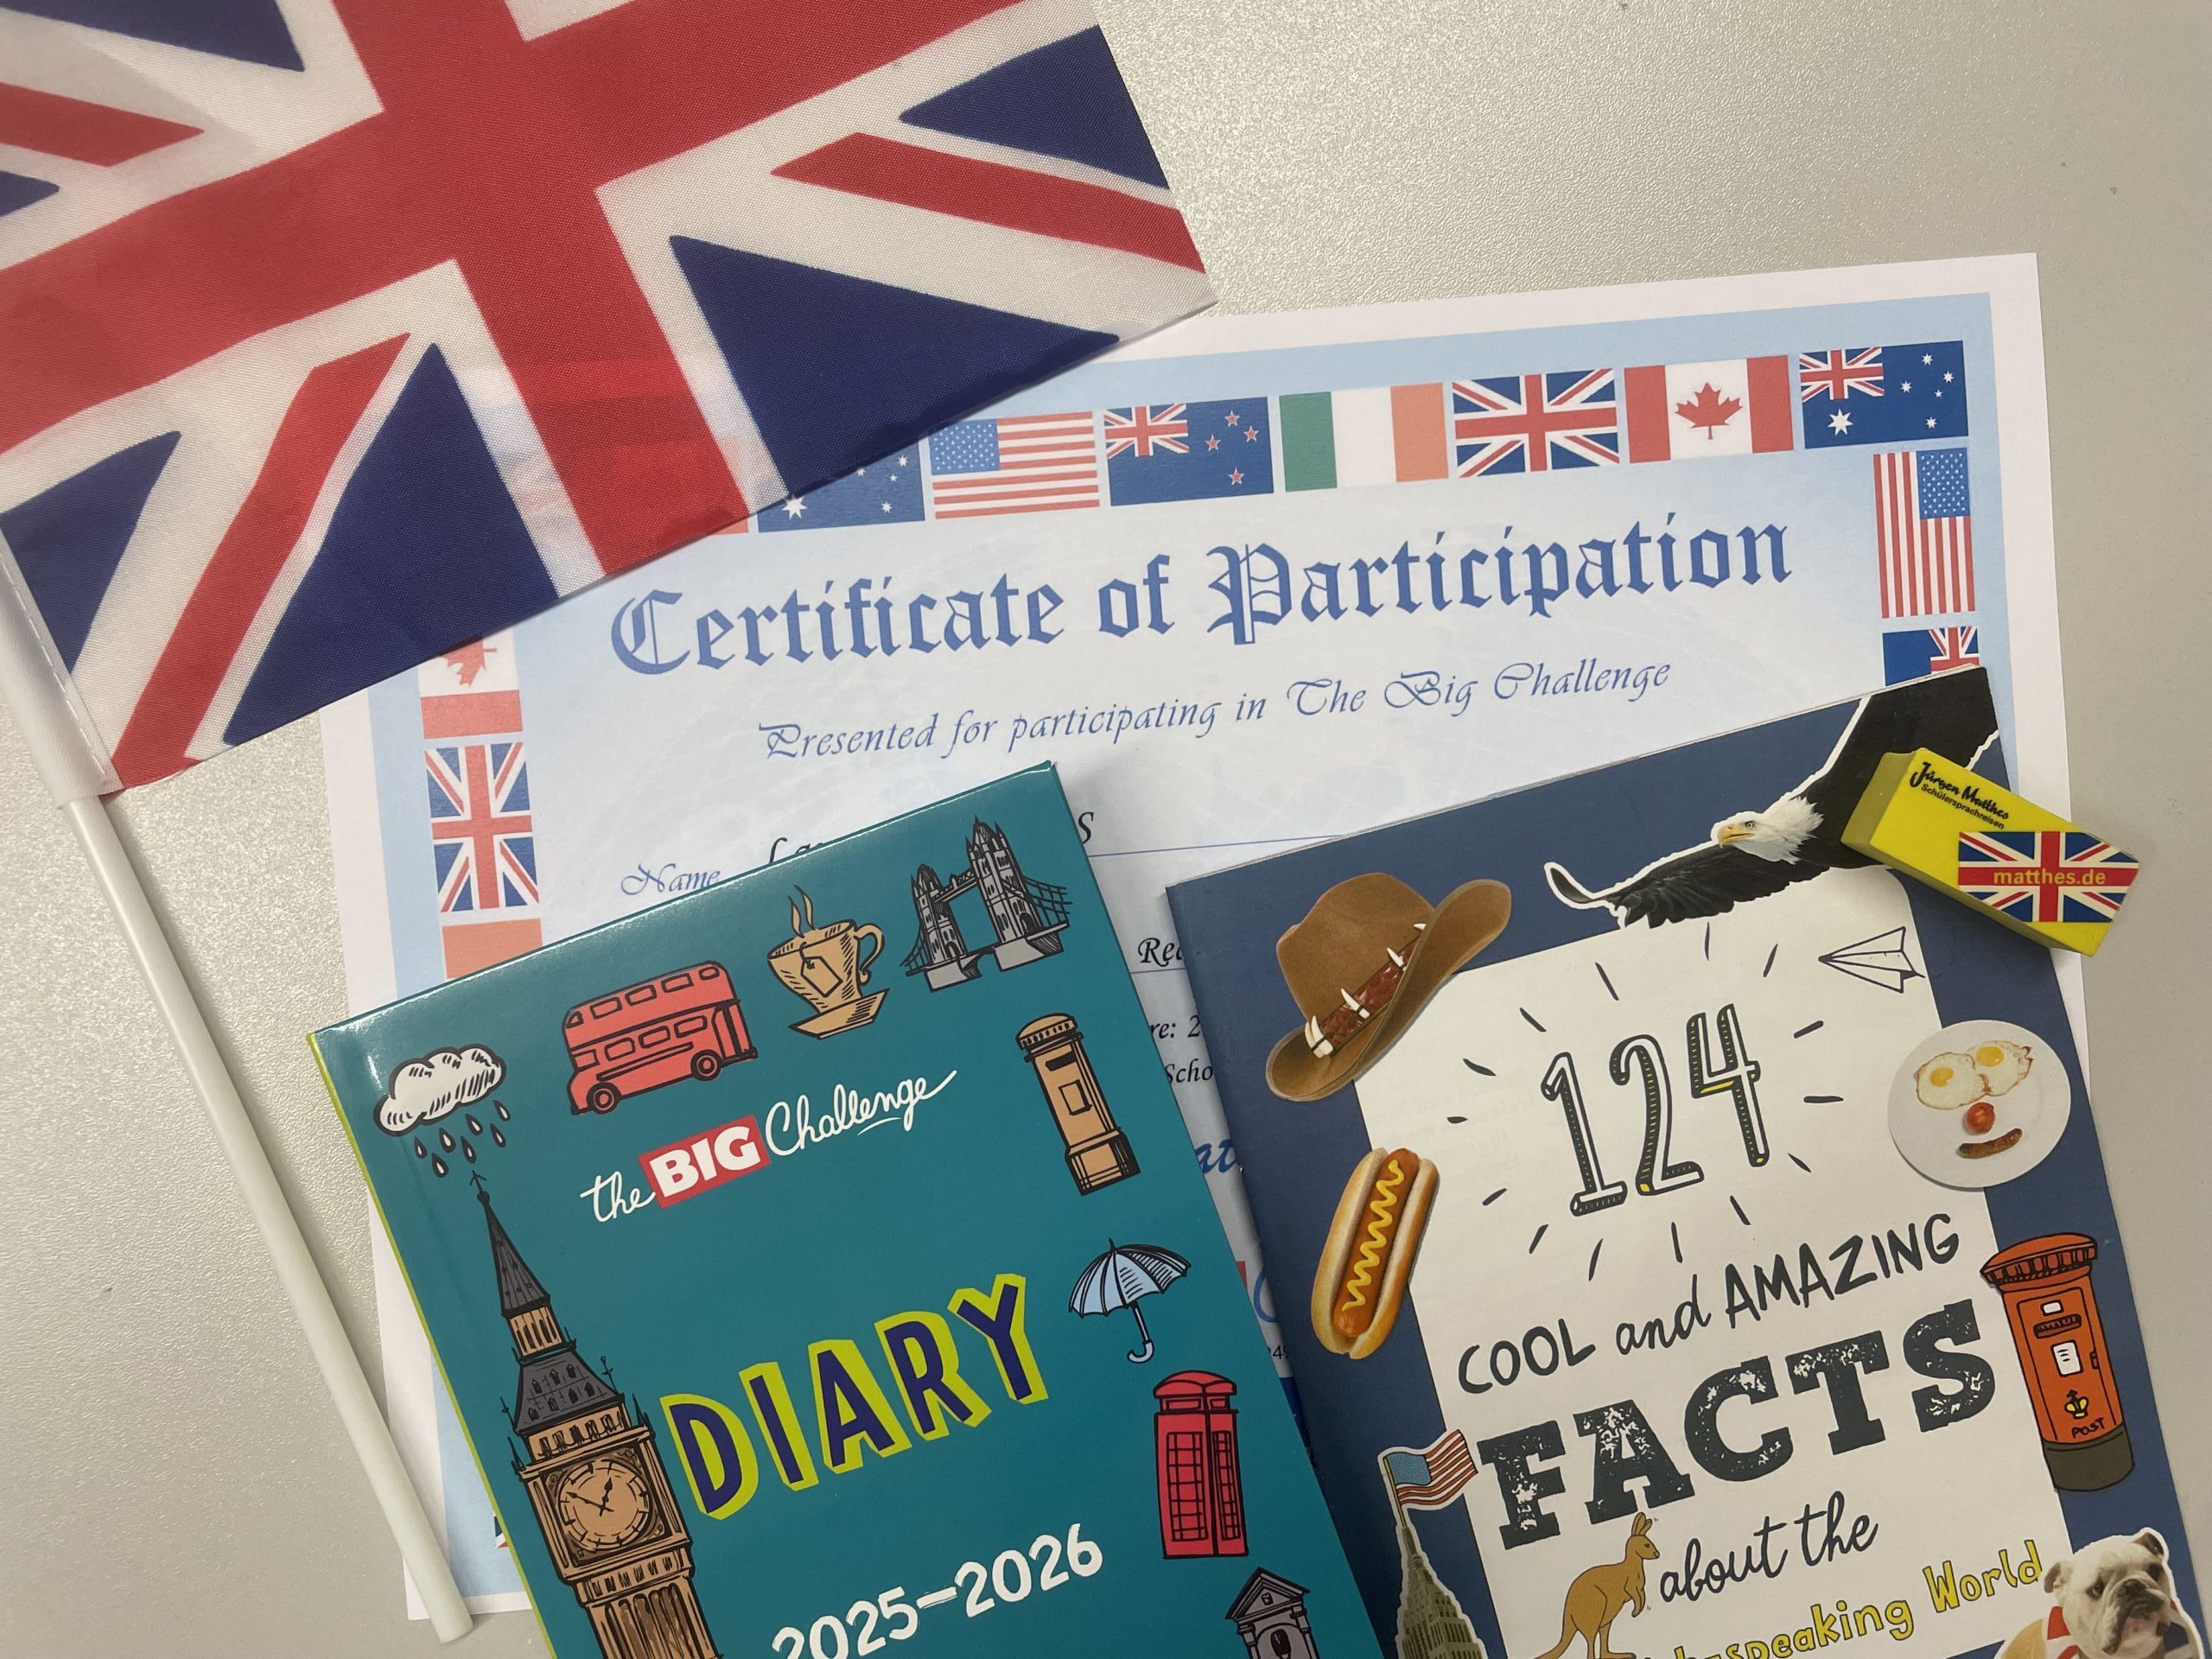 Certificate of Participation
Presented for participating in The Big Challenge
Name
the BIG Challenge
DIARY
2025-2026
Jürgen Matthes
Schülersprachreisen
matthes.de
124
COOL and AMAZING
FACTS
about the
speaking World
POST